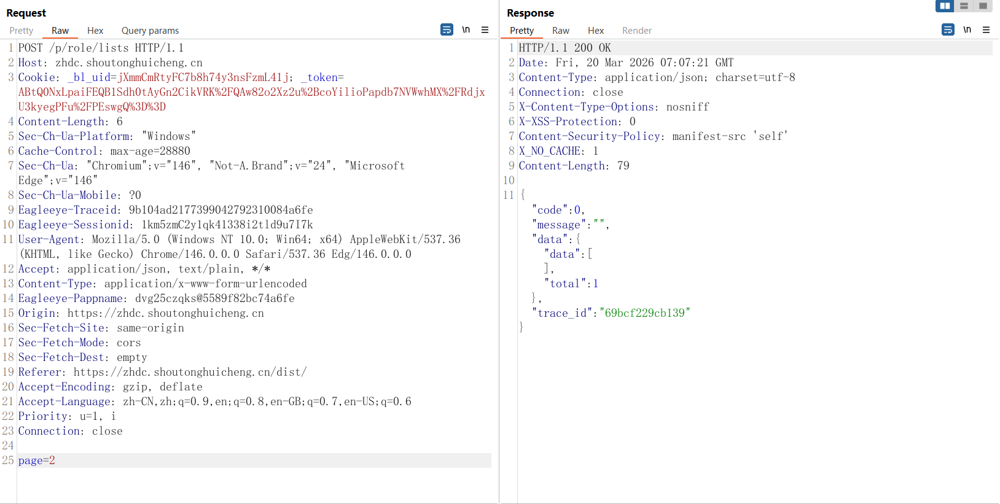 Request
Pretty Raw Hex Query params \n
1 POST /p/role/lists HTTP/1.1
2 Host: zhdc.shoutonghuicheng.cn
3 Cookie: _bl_uid=jXmmCmRtyFC7b8h74y3nsFzmL41j; _token=
ABtQONxLpaiFEQB1Sdh0tAyGn2CikVRK%2FQAw82o2Xz2u%2BcoYilioPapdb7NVWwhMX%2FRdjx
U3kyegPFu%2FPEswgQ%3D%3D
4 Content-Length: 6
5 Sec-Ch-Ua-Platform: "Windows"
6 Cache-Control: max-age=28880
7 Sec-Ch-Ua: "Chromium";v="146", "Not-A.Brand";v="24", "Microsoft
Edge";v="146"
8 Sec-Ch-Ua-Mobile: ?0
9 Eagleeye-Traceid: 9b104ad2177399042792310084a6fe
10 Eagleeye-Sessionid: 1km5zmC2y1qk41338i2tld9u7I7k
11 User-Agent: Mozilla/5.0 (Windows NT 10.0; Win64; x64) AppleWebKit/537.36
(KHTML, like Gecko) Chrome/146.0.0.0 Safari/537.36 Edg/146.0.0.0
12 Accept: application/json, text/plain, */*
13 Content-Type: application/x-www-form-urlencoded
14 Eagleeye-Pappname: dvg25czqks@5589f82bc74a6fe
15 Origin: https://zhdc.shoutonghuicheng.cn
16 Sec-Fetch-Site: same-origin
17 Sec-Fetch-Mode: cors
18 Sec-Fetch-Dest: empty
19 Referer: https://zhdc.shoutonghuicheng.cn/dist/
20 Accept-Encoding: gzip, deflate
21 Accept-Language: zh-CN,zh;q=0.9,en;q=0.8,en-GB;q=0.7,en-US;q=0.6
22 Priority: u=1, i
23 Connection: close
24
25 page=2
Response
Pretty Raw Hex Render \n
1 HTTP/1.1 200 OK
2 Date: Fri, 20 Mar 2026 07:07:21 GMT
3 Content-Type: application/json; charset=utf-8
4 Connection: close
5 X-Content-Type-Options: nosniff
6 X-XSS-Protection: 0
7 Content-Security-Policy: manifest-src 'self'
8 X_NO_CACHE: 1
9 Content-Length: 79
10
11 {
"code":0,
"message":"",
"data":{
"data":[
],
"total":1
},
"trace_id":"69bcf229cb139"
}